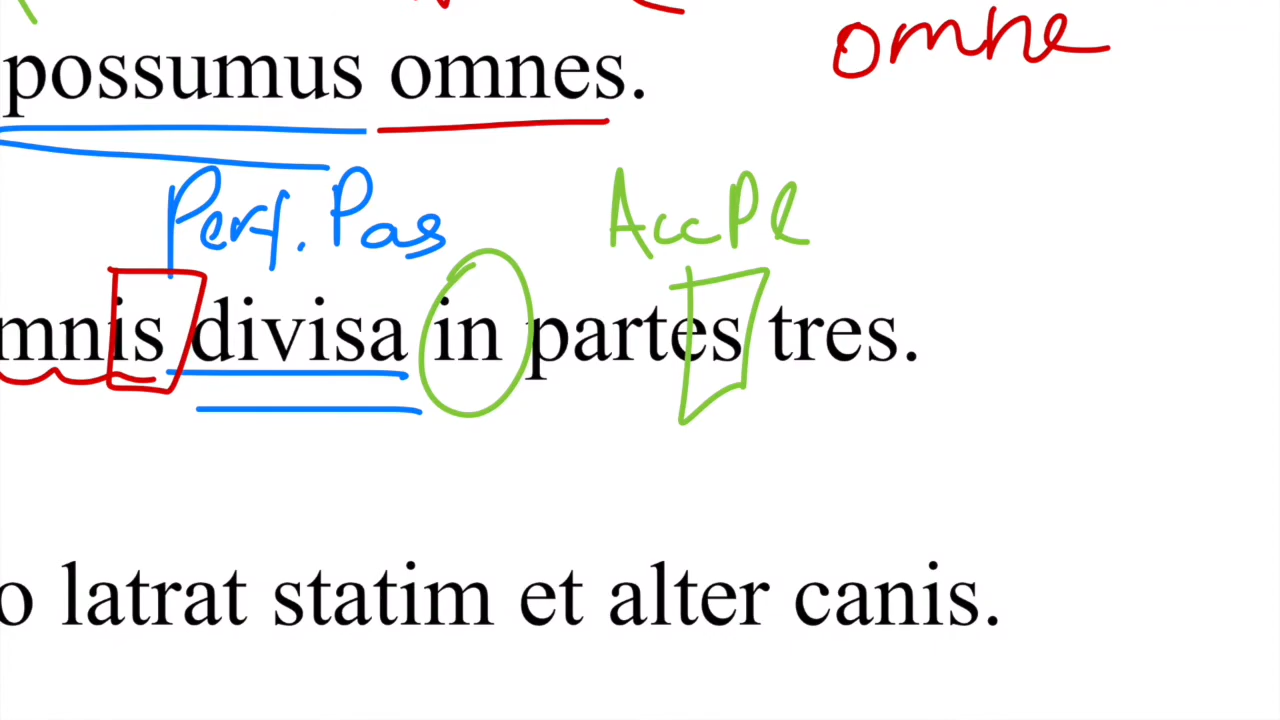 omne
possumus omnes.
Perf. Pas AccPl
mnis divisa in partes tres.
o latrat statim et alter canis.